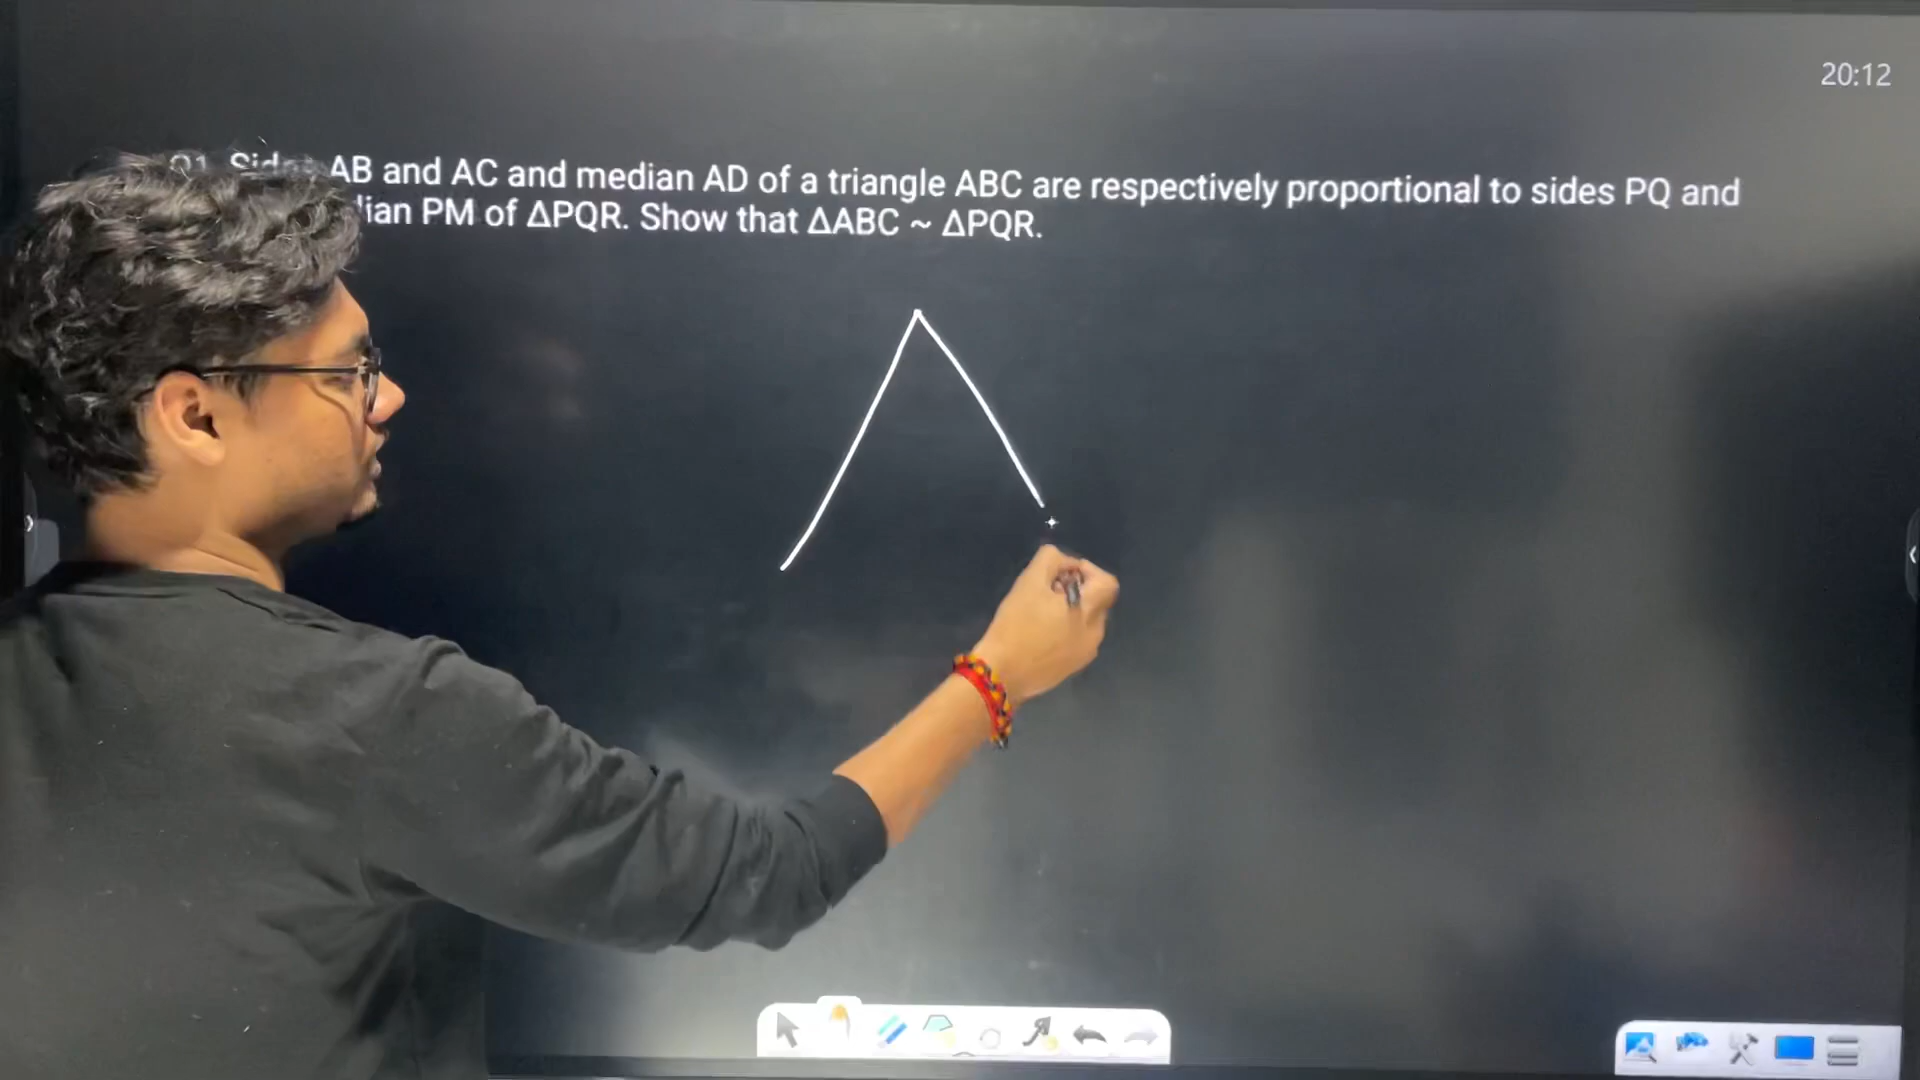 20:12
AB and AC and median AD of a triangle ABC are respectively proportional to sides PQ and
PM of ΔPQR. Show that ΔABC ~ ΔPQR.